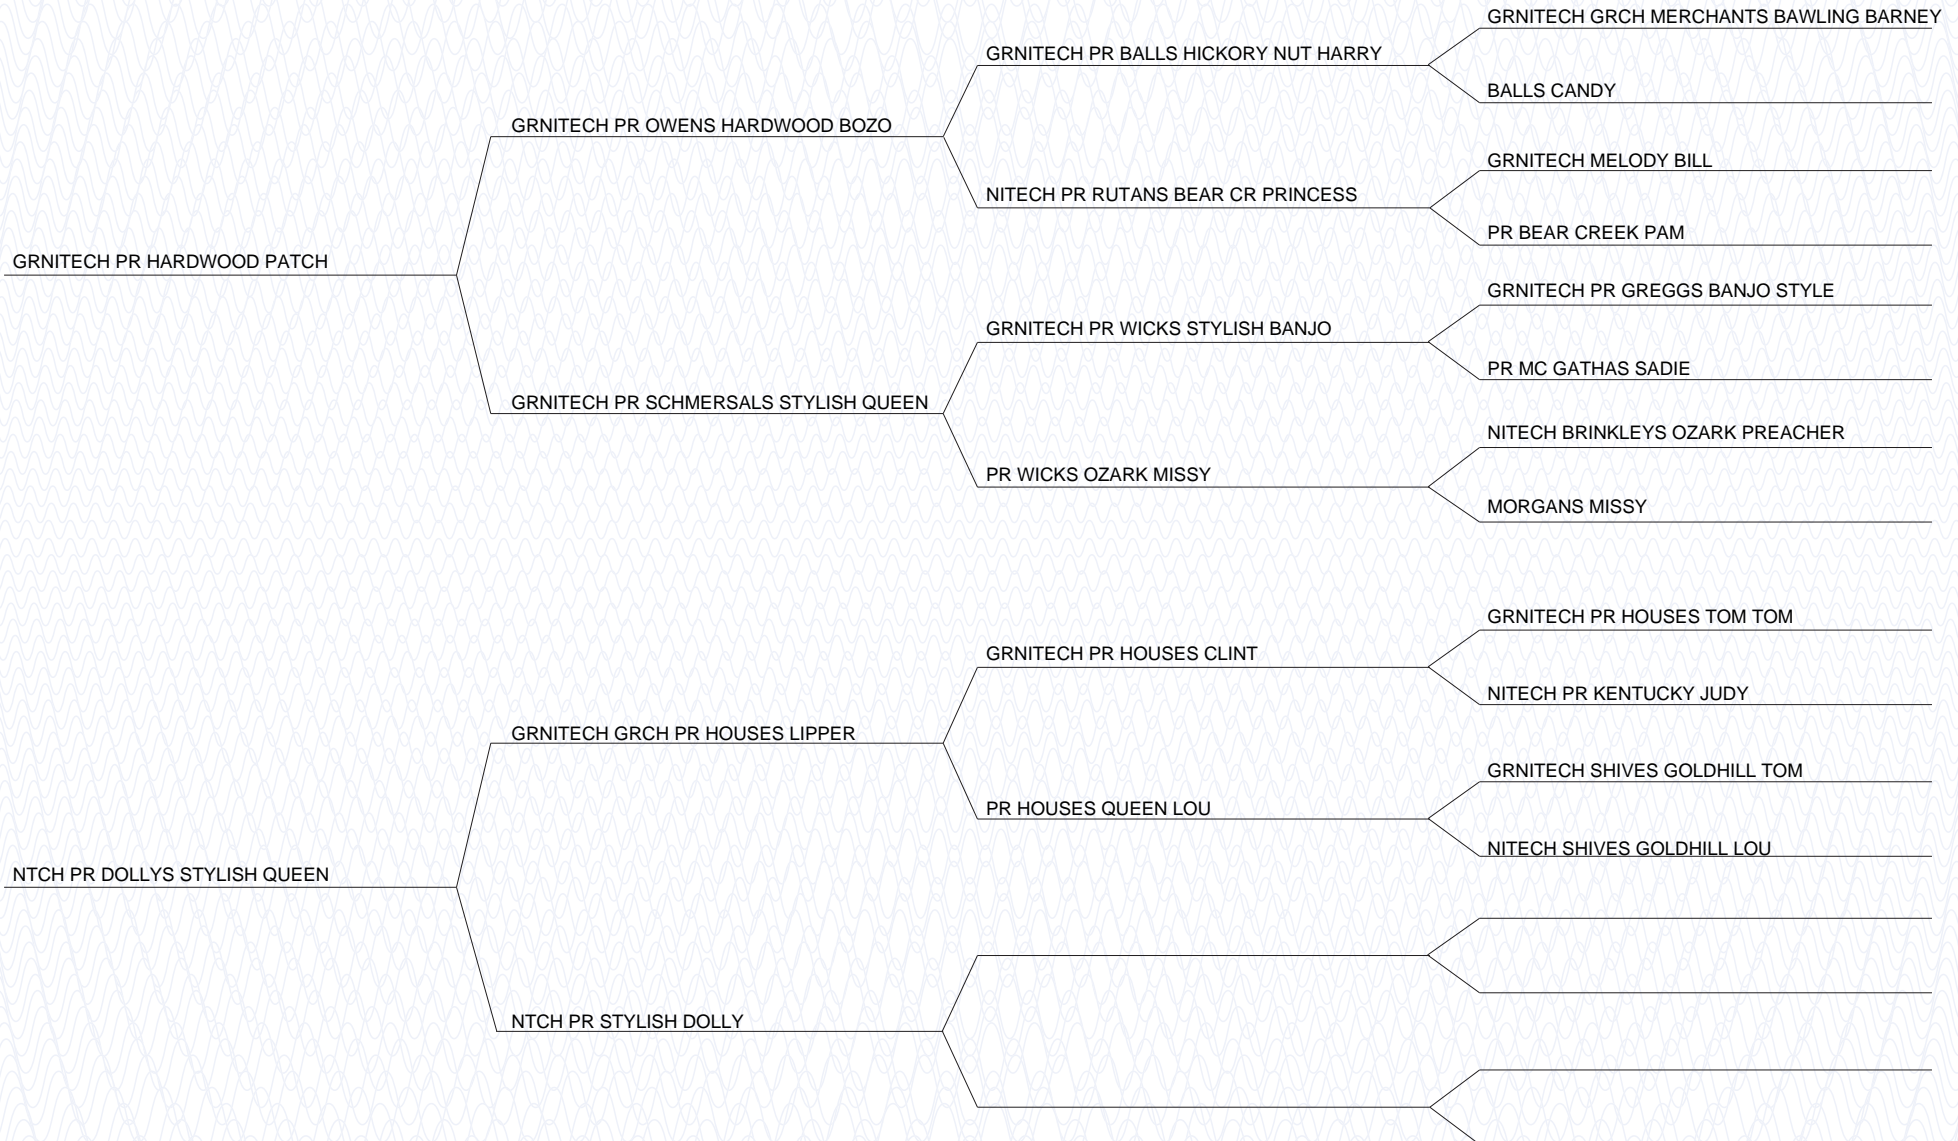 GRNITECH GRCH MERCHANTS BAWLING BARNEY
GRNITECH PR BALLS HICKORY NUT HARRY
BALLS CANDY
GRNITECH PR OWENS HARDWOOD BOZO
GRNITECH MELODY BILL
NITECH PR RUTANS BEAR CR PRINCESS
PR BEAR CREEK PAM
GRNITECH PR HARDWOOD PATCH
GRNITECH PR GREGGS BANJO STYLE
GRNITECH PR WICKS STYLISH BANJO
PR MC GATHAS SADIE
GRNITECH PR SCHMERSALS STYLISH QUEEN
NITECH BRINKLEYS OZARK PREACHER
PR WICKS OZARK MISSY
MORGANS MISSY
GRNITECH PR HOUSES TOM TOM
GRNITECH PR HOUSES CLINT
NITECH PR KENTUCKY JUDY
GRNITECH GRCH PR HOUSES LIPPER
GRNITECH SHIVES GOLDHILL TOM
PR HOUSES QUEEN LOU
NITECH SHIVES GOLDHILL LOU
NTCH PR DOLLYS STYLISH QUEEN
NTCH PR STYLISH DOLLY